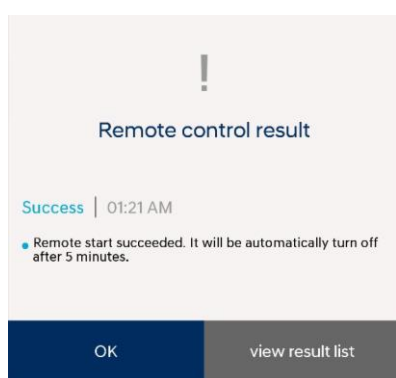 !
Remote control result
Success | 01:21 AM
• Remote start succeeded. It will be automatically turn off
after 5 minutes.
OK
view result list